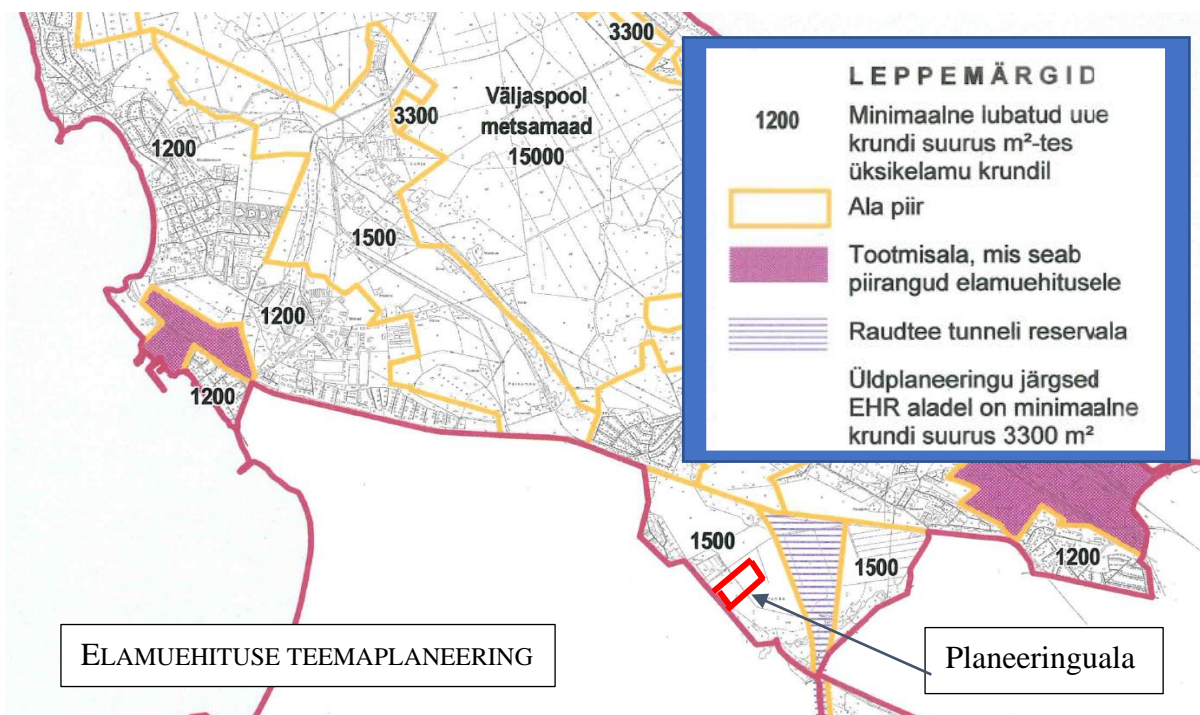 3300
3300
Väljaspool
metsamaad
15000
1200
1500
1200
1200
1500
1500
1200
LEPPEMÄRGID
1200
Minimaalne lubatud uue
krundi suurus m²-tes
üksikelamu krundil
Ala piir
Tootmisala, mis seab
piirangud elamuehitusele
Raudtee tunneli reservala
Üldplaneeringu järgsed
EHR aladel on minimaalne
krundi suurus 3300 m²
ELAMUEHITUSE TEEMAPLANEERING
Planeeringuala